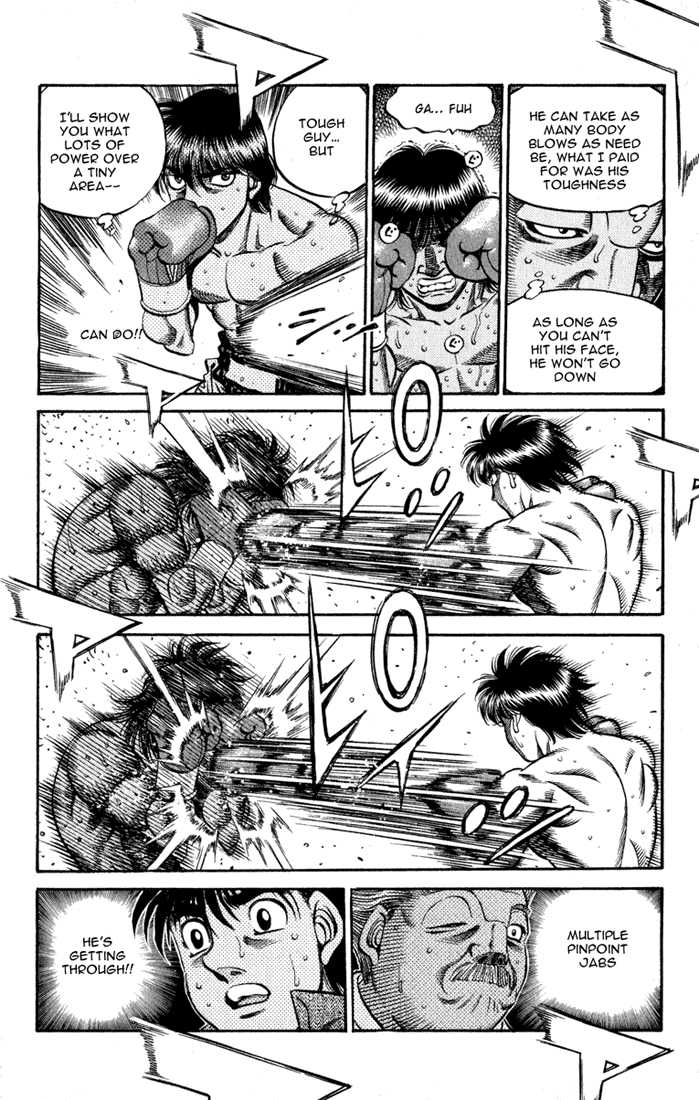 HE CAN TAKE AS
MANY BODY
BLOWS AS NEED
BE, WHAT I PAID
FOR WAS HIS
TOUGHNESS
AS LONG AS
YOU CAN'T
HIT HIS FACE,
HE WON'T GO
DOWN
GA... FUH
TOUGH
GUY...
BUT
I'LL SHOW
YOU WHAT
LOTS OF
POWER OVER
A TINY
AREA--
CAN DO!!
MULTIPLE
PINPOINT
JABS
HE'S
GETTING
THROUGH!!